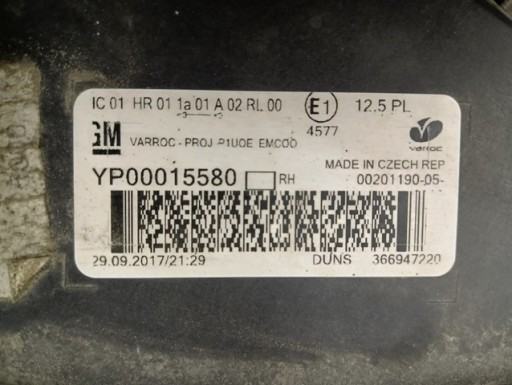 IC 01 HR 01 1a 01 A 02 RL 00 E1 12.5 PL
4577
GM VARROC - PROJ P1UOE EMCOO varroc
MADE IN CZECH REP
YP00015580 RH 00201190-05-
29.09.2017/21:29 DUNS 366947220